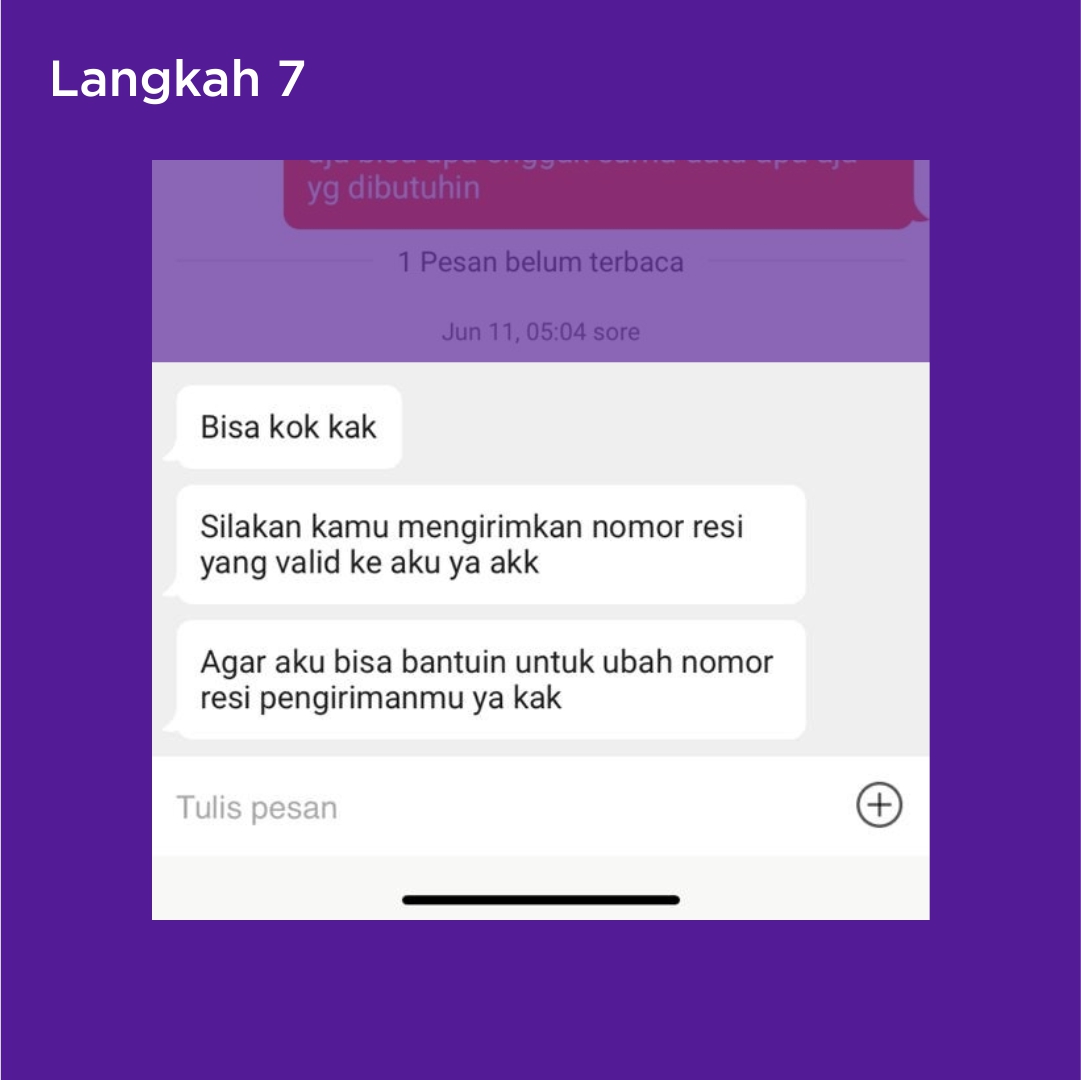 Langkah 7
yg dibutuhin
1 Pesan belum terbaca
Jun 11, 05:04 sore
Bisa kok kak
Silakan kamu mengirimkan nomor resi
yang valid ke aku ya akk
Agar aku bisa bantuin untuk ubah nomor
resi pengirimanmu ya kak
Tulis pesan